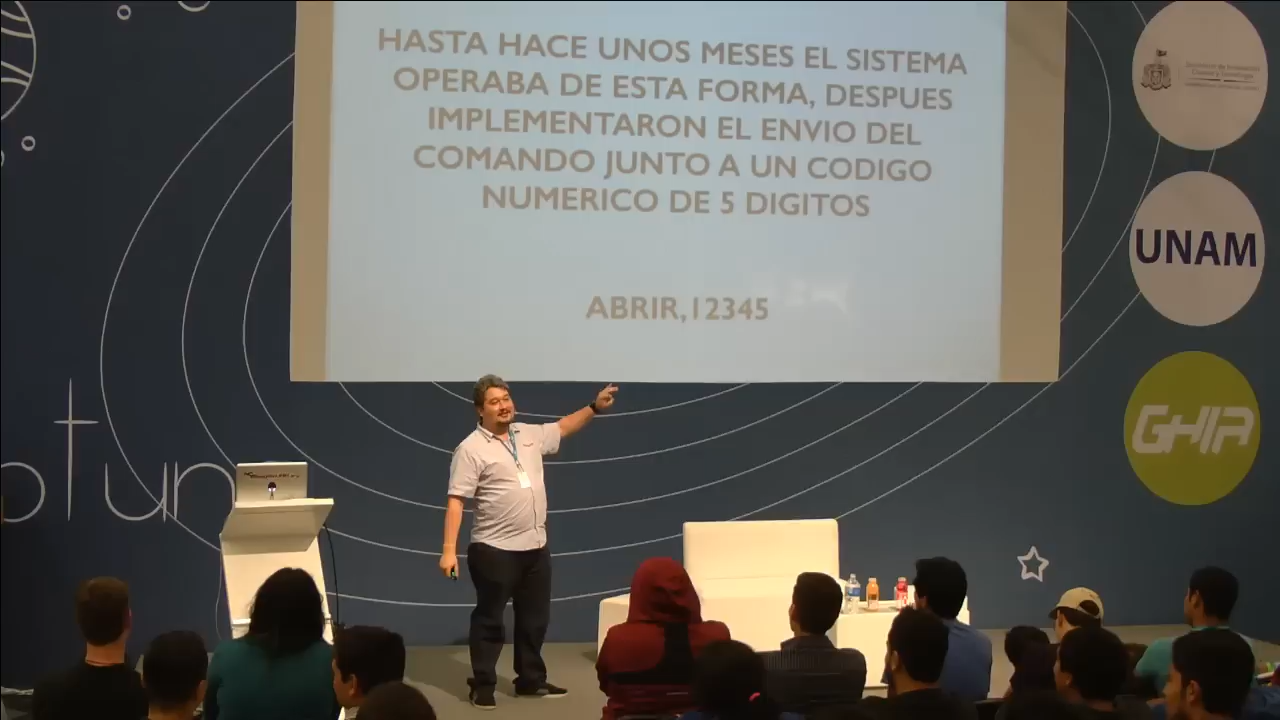 HASTA HACE UNOS MESES EL SISTEMA
OPERABA DE ESTA FORMA, DESPUES
IMPLEMENTARON EL ENVIO DEL
COMANDO JUNTO A UN CODIGO
NUMERICO DE 5 DIGITOS
ABRIR,12345
UNAM
GHIA
otun